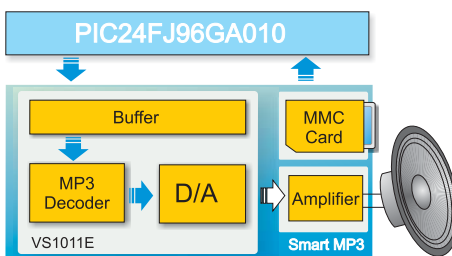 PIC24FJ96GA010
Buffer
MMC
Card
MP3
Decoder
D/A
Amplifier
VS1011E
Smart MP3